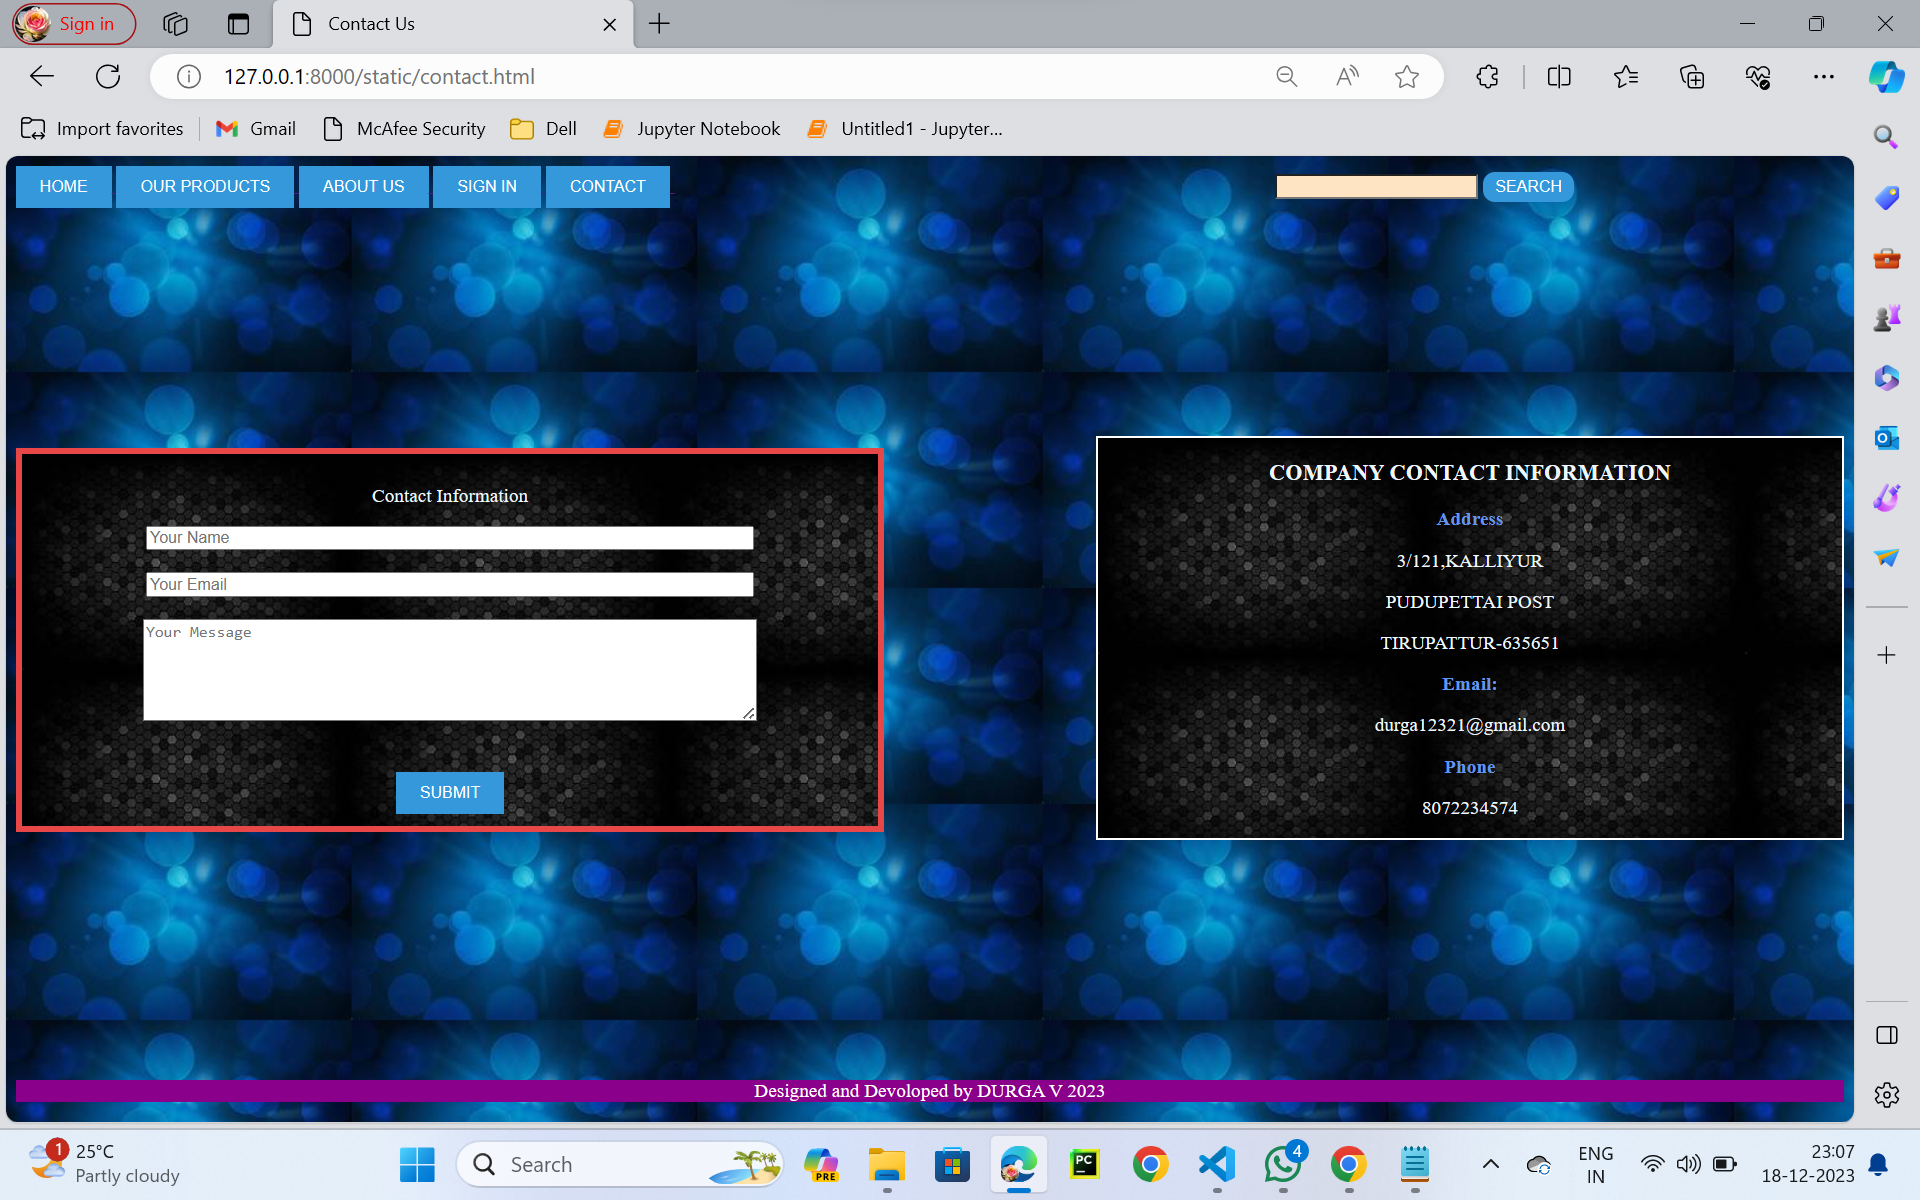 Sign in
Contact Us
127.0.0.1:8000/static/contact.html
Import favorites
Gmail
McAfee Security
Dell
Jupyter Notebook
Untitled1 - Jupyter...
HOME
OUR PRODUCTS
ABOUT US
SIGN IN
CONTACT
SEARCH
Contact Information
Your Name
Your Email
Your Message
SUBMIT
COMPANY CONTACT INFORMATION
Address
3/121,KALLIYUR
PUDUPETTAI POST
TIRUPATTUR-635651
Email:
durga12321@gmail.com
Phone
8072234574
Designed and Devoloped by DURGA V 2023
1
25°C
Partly cloudy
Search
PRE
PC
4
ENG
IN
23:07
18-12-2023